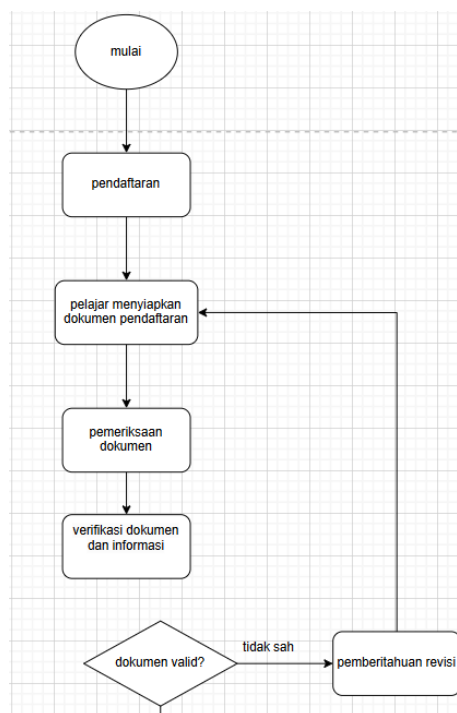 mulai
pendaftaran
pelajar menyiapkan
dokumen pendaftaran
pemeriksaan
dokumen
verifikasi dokumen
dan informasi
dokumen valid?
tidak sah
pemberitahuan revisi